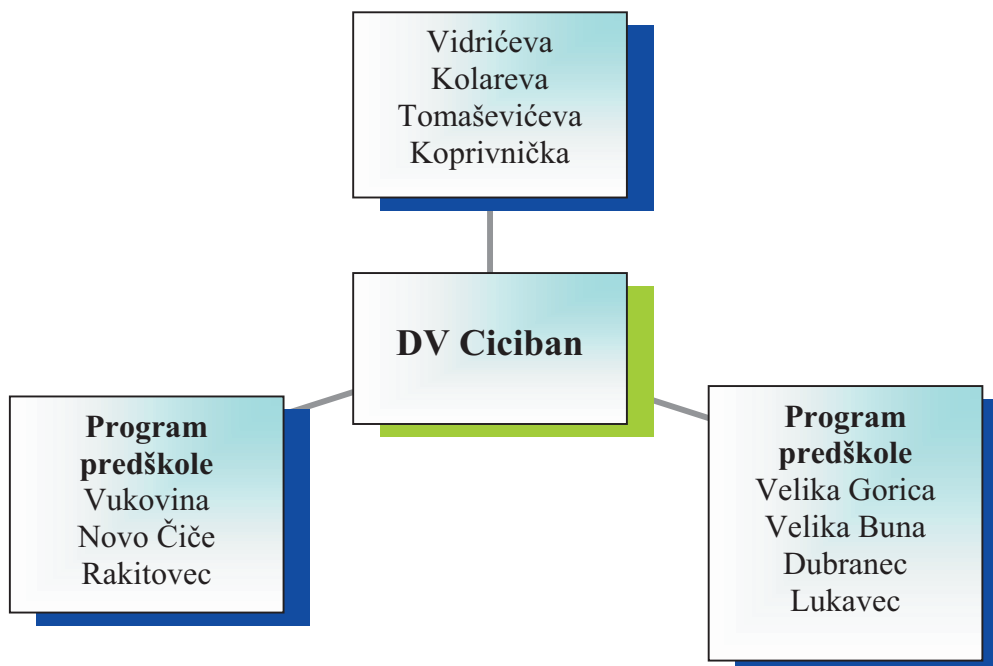 Vidrićeva
Kolareva
Tomaševićeva
Koprivnička
DV Ciciban
Program
predškole
Vukovina
Novo Čiče
Rakitovec
Program
predškole
Velika Gorica
Velika Buna
Dubranec
Lukavec